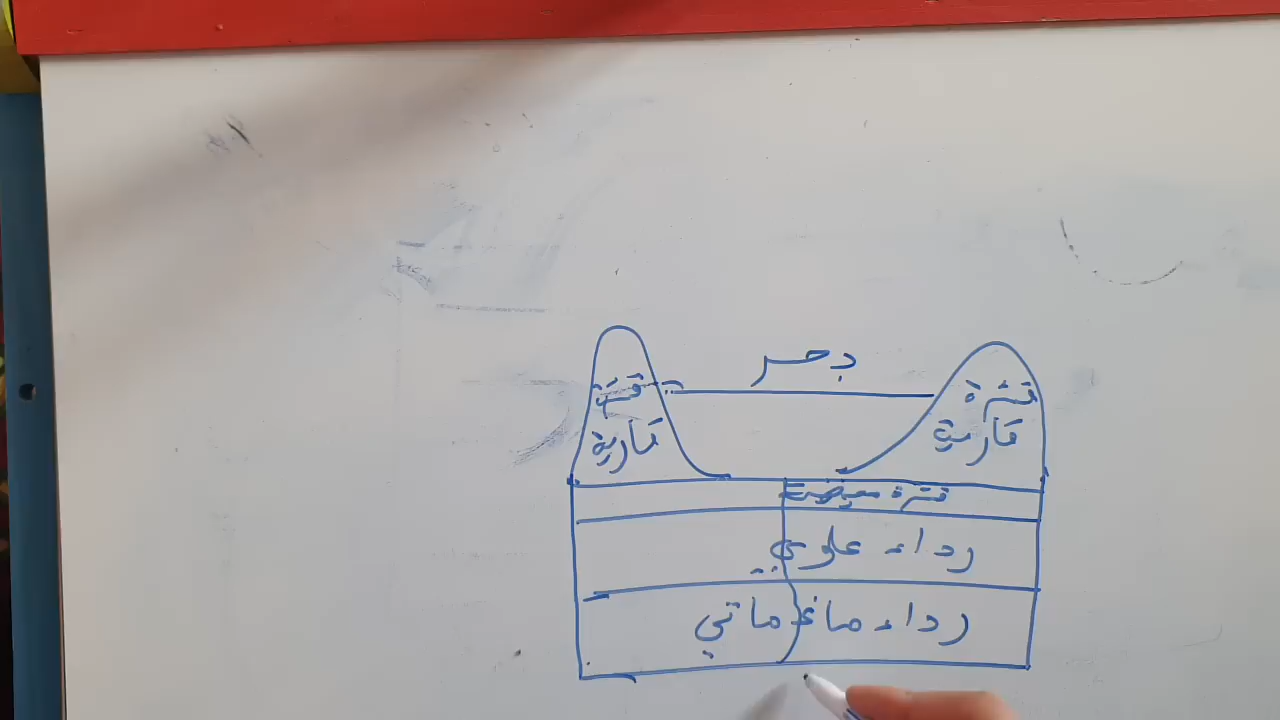 بحر
قشرة
قارية
قشرة
قارية
قشرة محيطية
رداء علوي
رداء ماغماتي